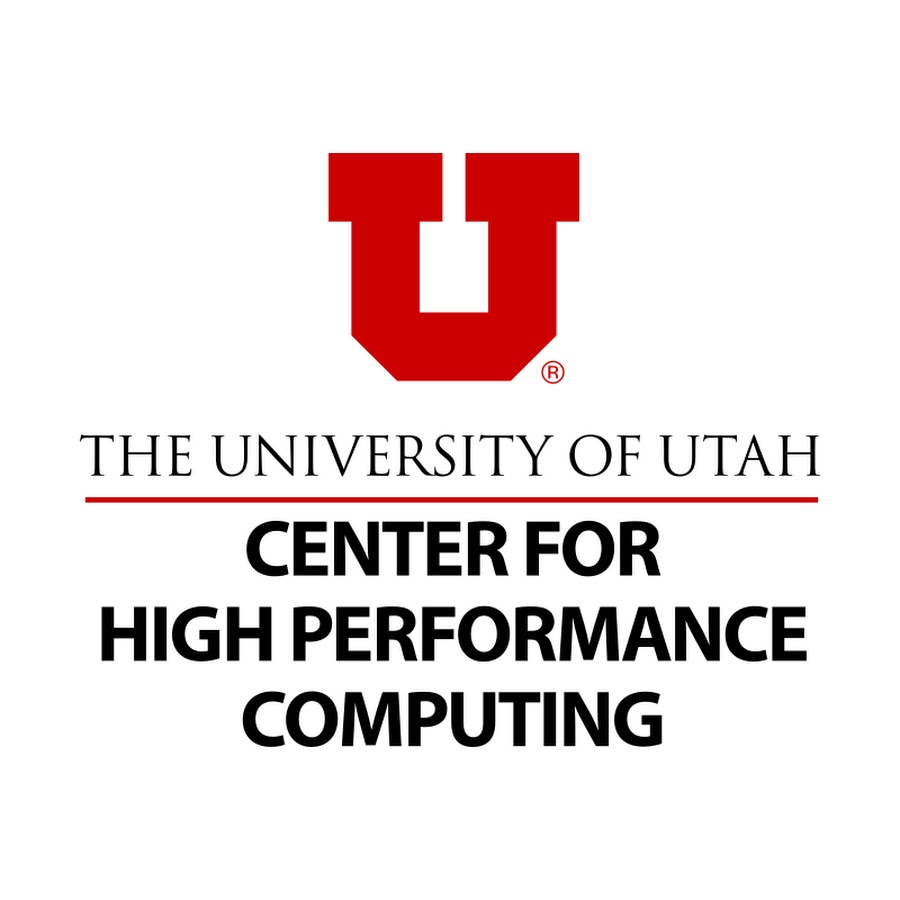 U®
THE UNIVERSITY OF UTAH
CENTER FOR
HIGH PERFORMANCE
COMPUTING